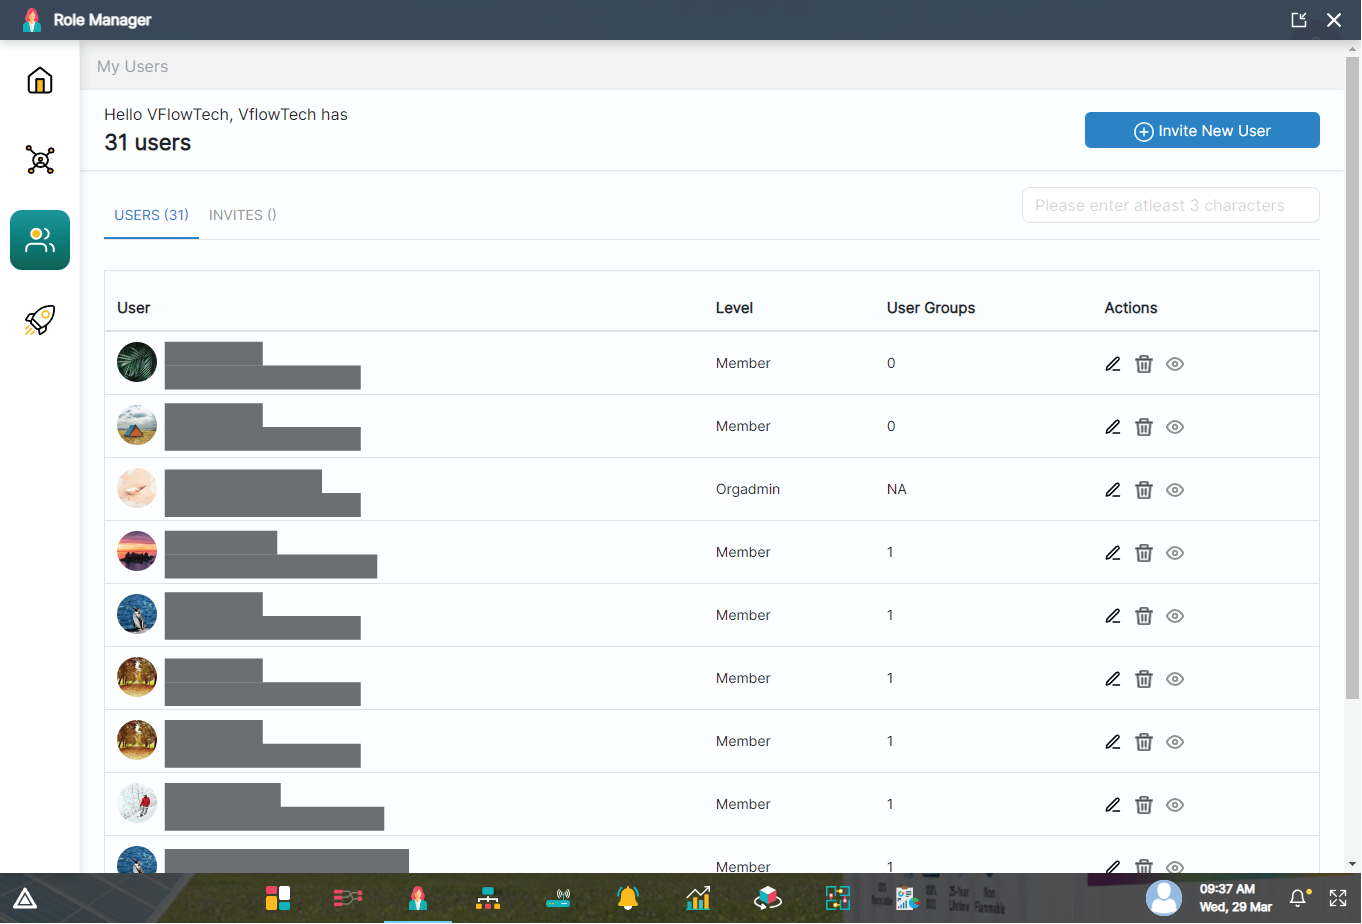 Role Manager
My Users
Hello VFlowTech, VflowTech has
31 users
Invite New User
USERS (31)
INVITES ()
Please enter atleast 3 characters
User Level User Groups Actions
Member 0
Member 0
Orgadmin NA
Member 1
Member 1
Member 1
Member 1
Member 1
Member 1
09:37 AM
Wed, 29 Mar